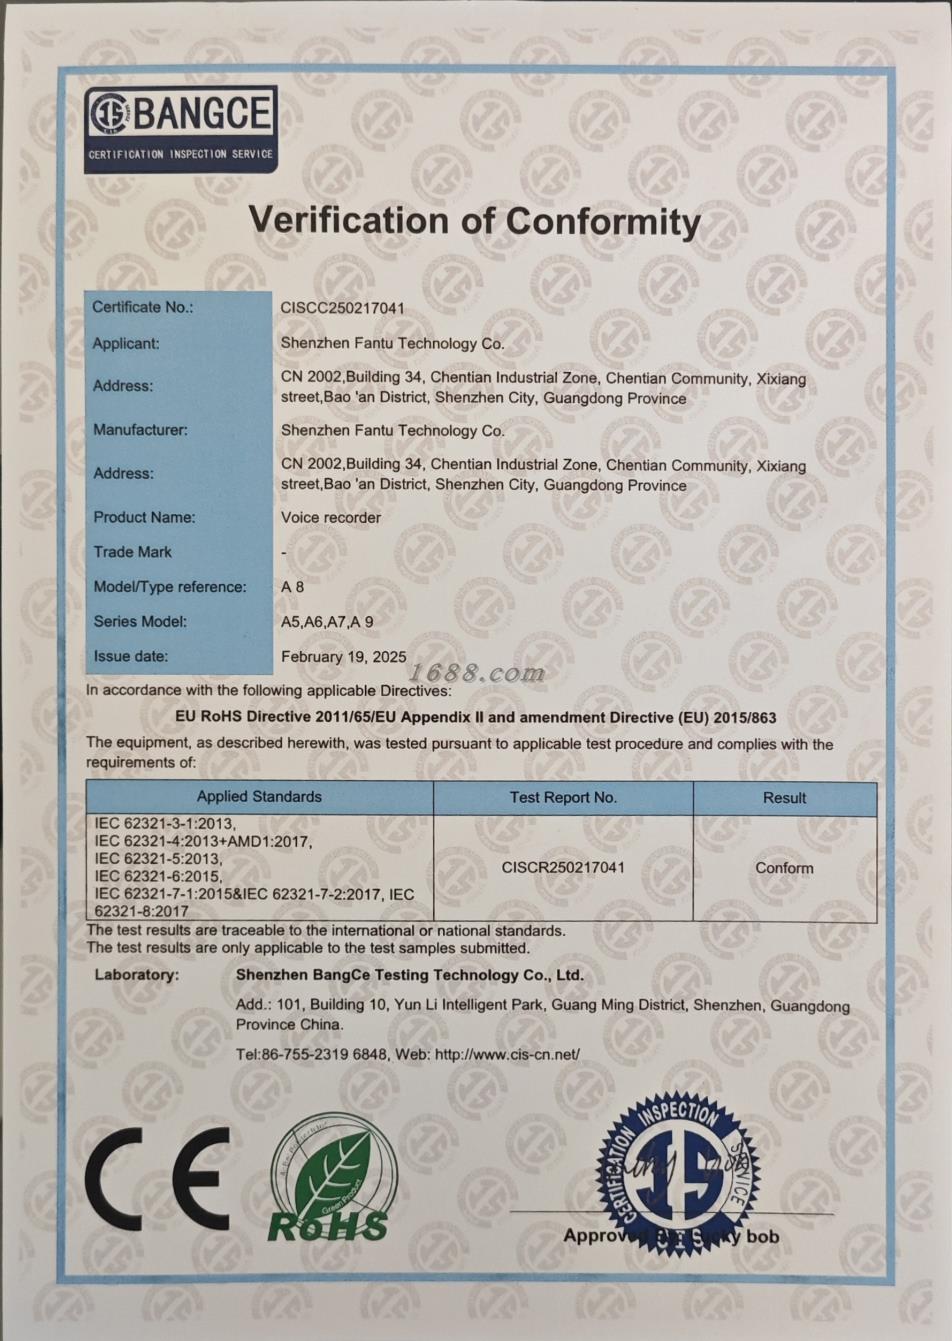 BANGCE
CERTIFICATION INSPECTION SERVICE
Verification of Conformity
Certificate No.: CISCC250217041
Applicant: Shenzhen Fantu Technology Co.
Address: CN 2002,Building 34, Chentian Industrial Zone, Chentian Community, Xixiang
street,Bao 'an District, Shenzhen City, Guangdong Province
Manufacturer: Shenzhen Fantu Technology Co.
Address: CN 2002,Building 34, Chentian Industrial Zone, Chentian Community, Xixiang
street,Bao 'an District, Shenzhen City, Guangdong Province
Product Name: Voice recorder
Trade Mark -
Model/Type reference: A 8
Series Model: A5,A6,A7,A 9
Issue date: February 19, 2025
1688.com
In accordance with the following applicable Directives:
EU RoHS Directive 2011/65/EU Appendix II and amendment Directive (EU) 2015/863
The equipment, as described herewith, was tested pursuant to applicable test procedure and complies with the
requirements of:
Applied Standards Test Report No. Result
IEC 62321-3-1:2013,
IEC 62321-4:2013+AMD1:2017,
IEC 62321-5:2013,
IEC 62321-6:2015,
IEC 62321-7-1:2015&IEC 62321-7-2:2017, IEC
62321-8:2017
CISCR250217041
Conform
The test results are traceable to the international or national standards.
The test results are only applicable to the test samples submitted.
Laboratory: Shenzhen BangCe Testing Technology Co., Ltd.
Add.: 101, Building 10, Yun Li Intelligent Park, Guang Ming District, Shenzhen, Guangdong
Province China.
Tel:86-755-2319 6848, Web: http://www.cis-cn.net/
CE
Green Product
RoHS
CERTIFICATION INSPECTION SERVICE
CIS
bob